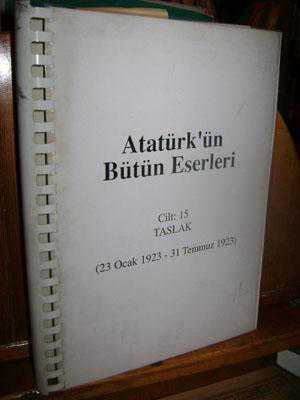 Atatürk'ün
Bütün Eserleri
Cilt: 15
TASLAK
(23 Ocak 1923 - 31 Temmuz 1923)